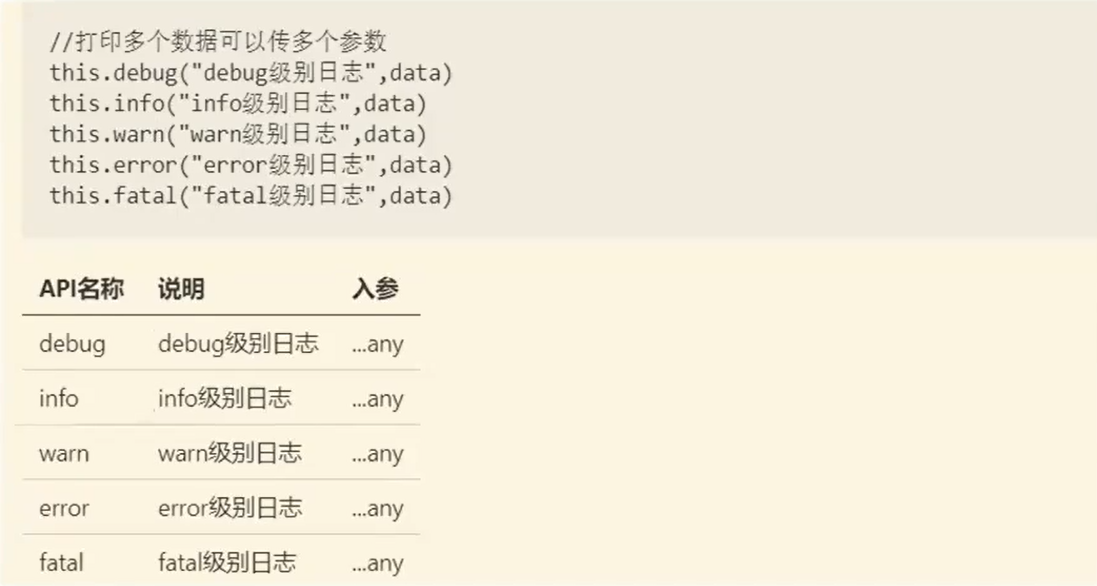 //打印多个数据可以传多个参数
this.debug("debug级别日志",data)
this.info("info级别日志",data)
this.warn("warn级别日志",data)
this.error("error级别日志",data)
this.fatal("fatal级别日志",data)
API名称 说明 入参
debug debug级别日志 ...any
info info级别日志 ...any
warn warn级别日志 ...any
error error级别日志 ...any
fatal fatal级别日志 ...any